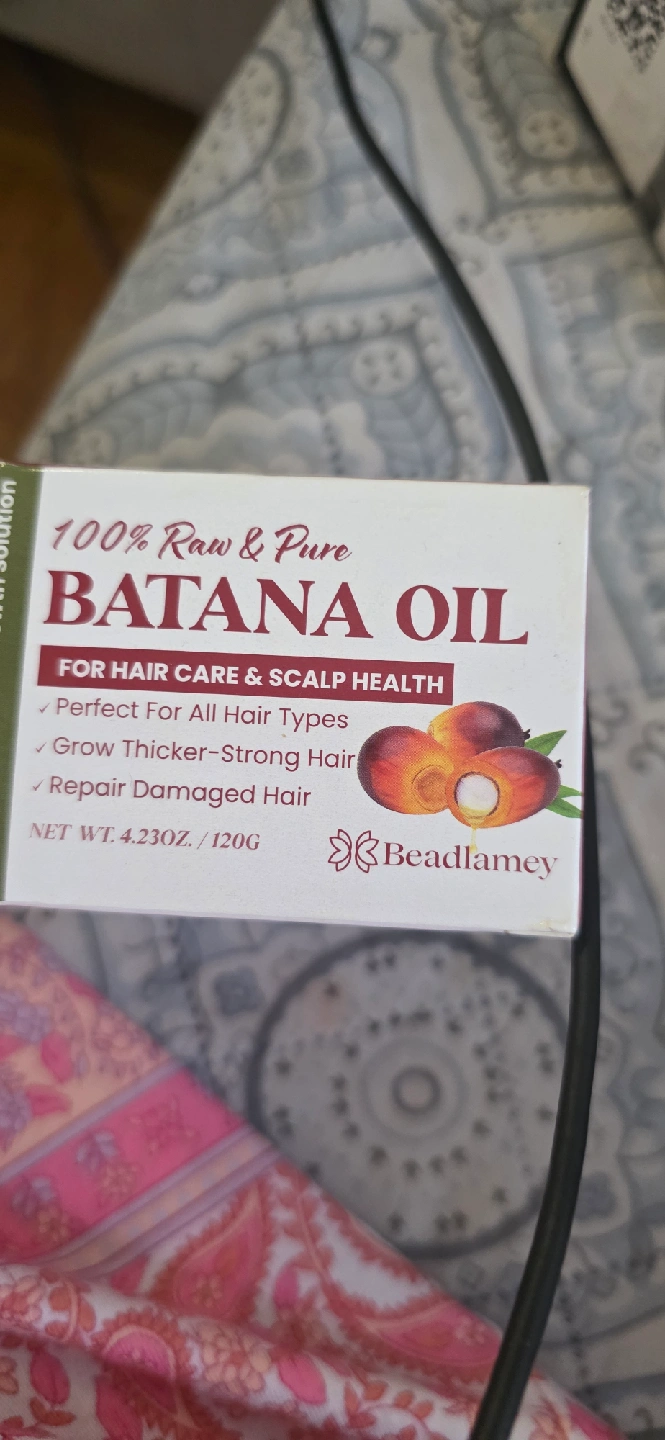 100% Raw & Pure
BATANA OIL
FOR HAIR CARE & SCALP HEALTH
✓ Perfect For All Hair Types
✓ Grow Thicker-Strong Hair
✓ Repair Damaged Hair
NET WT. 4.23OZ. / 120G
Beadlamey
solution